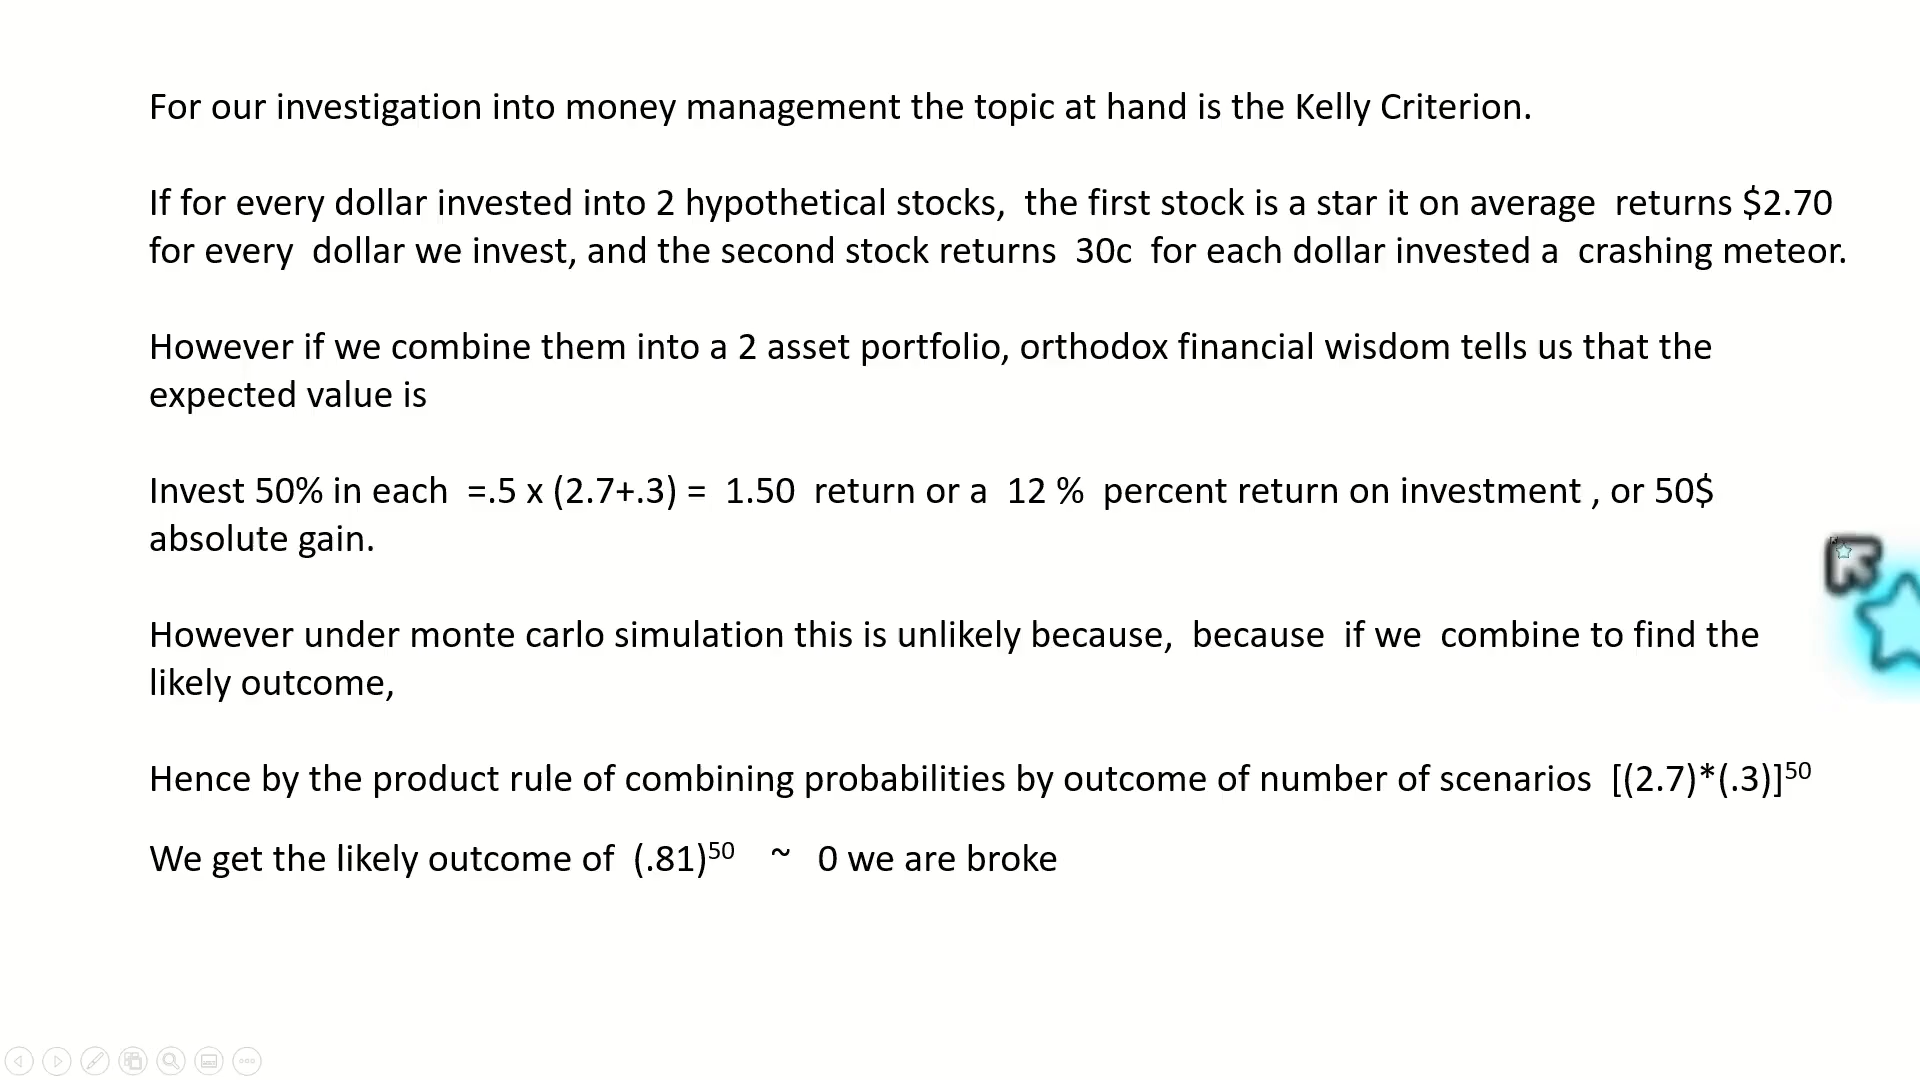 For our investigation into money management the topic at hand is the Kelly Criterion.
If for every dollar invested into 2 hypothetical stocks,  the first stock is a star it on average  returns $2.70
for every  dollar we invest, and the second stock returns  30c  for each dollar invested a  crashing meteor.
However if we combine them into a 2 asset portfolio, orthodox financial wisdom tells us that the
expected value is
Invest 50% in each  =.5 x (2.7+.3) =  1.50  return or a  12 %  percent return on investment , or 50$
absolute gain.
However under monte carlo simulation this is unlikely because,  because  if we  combine to find the
likely outcome,
Hence by the product rule of combining probabilities by outcome of number of scenarios  [(2.7)*(.3)]⁵⁰
We get the likely outcome of  (.81)⁵⁰   ~  0 we are broke